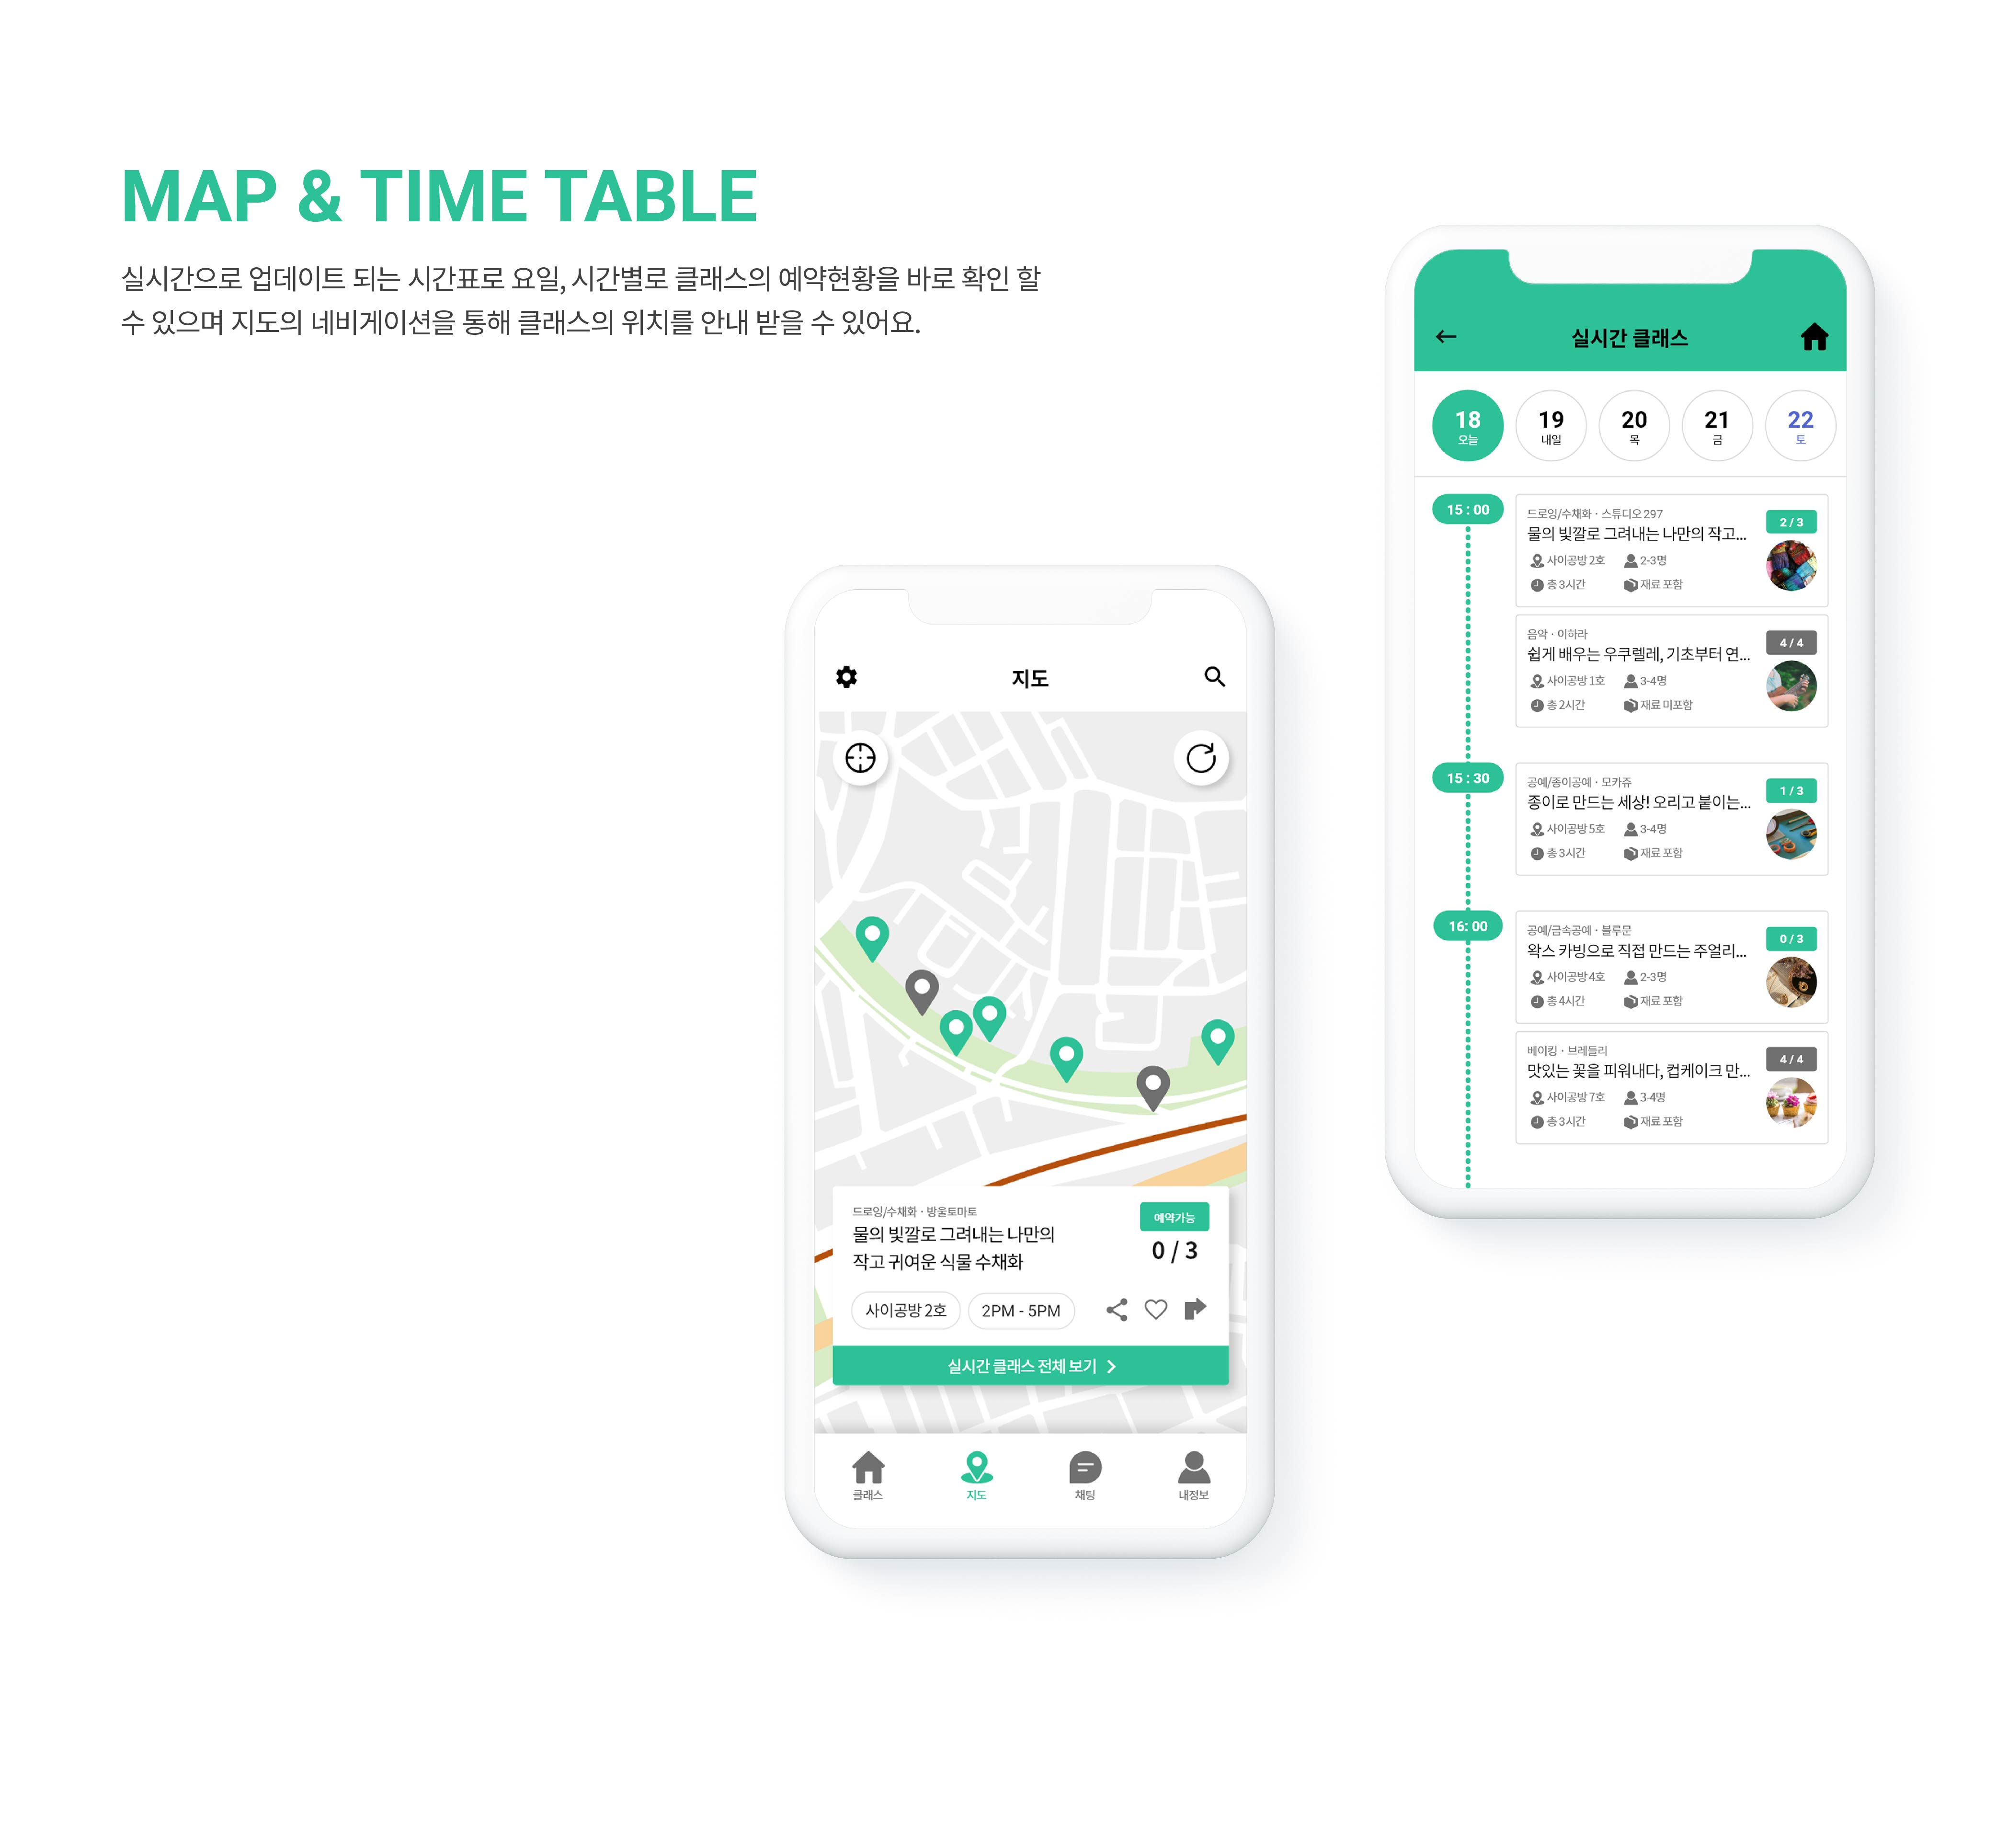 MAP & TIME TABLE
실시간으로 업데이트 되는 시간표로 요일, 시간별로 클래스의 예약현황을 바로 확인 할
수 있으며 지도의 네비게이션을 통해 클래스의 위치를 안내 받을 수 있어요.
지도
드로잉/수채화 · 방울토마토
물의 빛깔로 그려내는 나만의
작고 귀여운 식물 수채화
예약가능
0 / 3
사이공방 2호
2PM - 5PM
실시간 클래스 전체 보기
클래스
지도
채팅
내정보
실시간 클래스
18
오늘
19
내일
20
목
21
금
22
토
15 : 00
드로잉/수채화 · 스튜디오 297
물의 빛깔로 그려내는 나만의 작고...
사이공방 2호
2-3명
총 3시간
재료 포함
2 / 3
음악 · 이하라
쉽게 배우는 우쿠렐레, 기초부터 연...
사이공방 1호
3-4명
총 2시간
재료 미포함
4 / 4
15 : 30
공예/종이공예 · 모카쥬
종이로 만드는 세상! 오리고 붙이는...
사이공방 5호
3-4명
총 3시간
재료 포함
1 / 3
16: 00
공예/금속공예 · 블루문
왁스 카빙으로 직접 만드는 주얼리...
사이공방 4호
2-3명
총 4시간
재료 포함
0 / 3
베이킹 · 브레들리
맛있는 꽃을 피워내다, 컵케이크 만...
사이공방 7호
3-4명
총 3시간
재료 포함
4 / 4